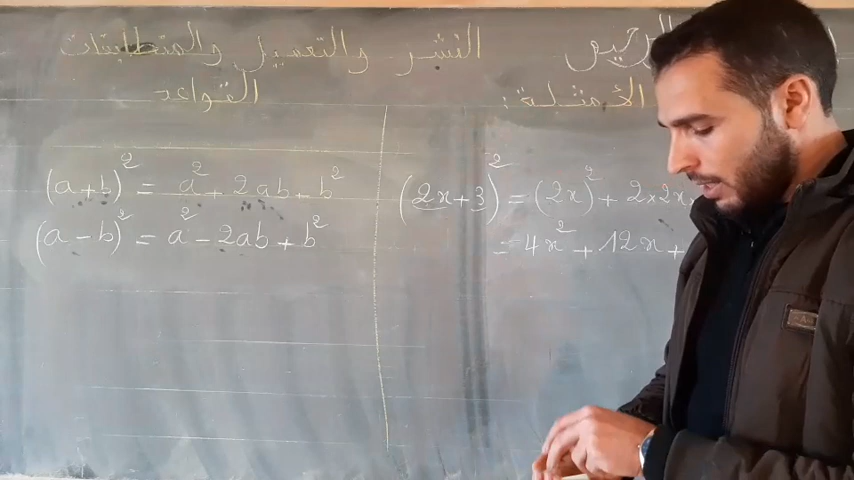 الرحيم
النشر والتعميل والمتطابقات
القواعد
الأمثلة :
(a+b)² = a² + 2ab + b²
(a - b)² = a² - 2ab + b²
(2x+3)² = (2x)² + 2×2x×
= 4x² + 12x +